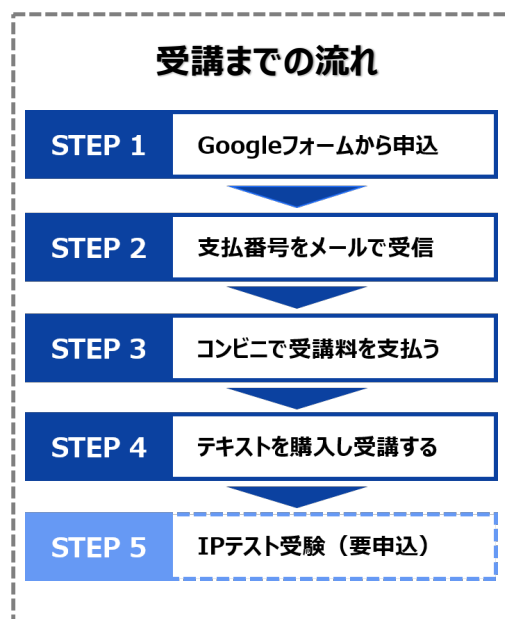 受講までの流れ
STEP 1 Googleフォームから申込
STEP 2 支払番号をメールで受信
STEP 3 コンビニで受講料を支払う
STEP 4 テキストを購入し受講する
STEP 5 IPテスト受験（要申込）